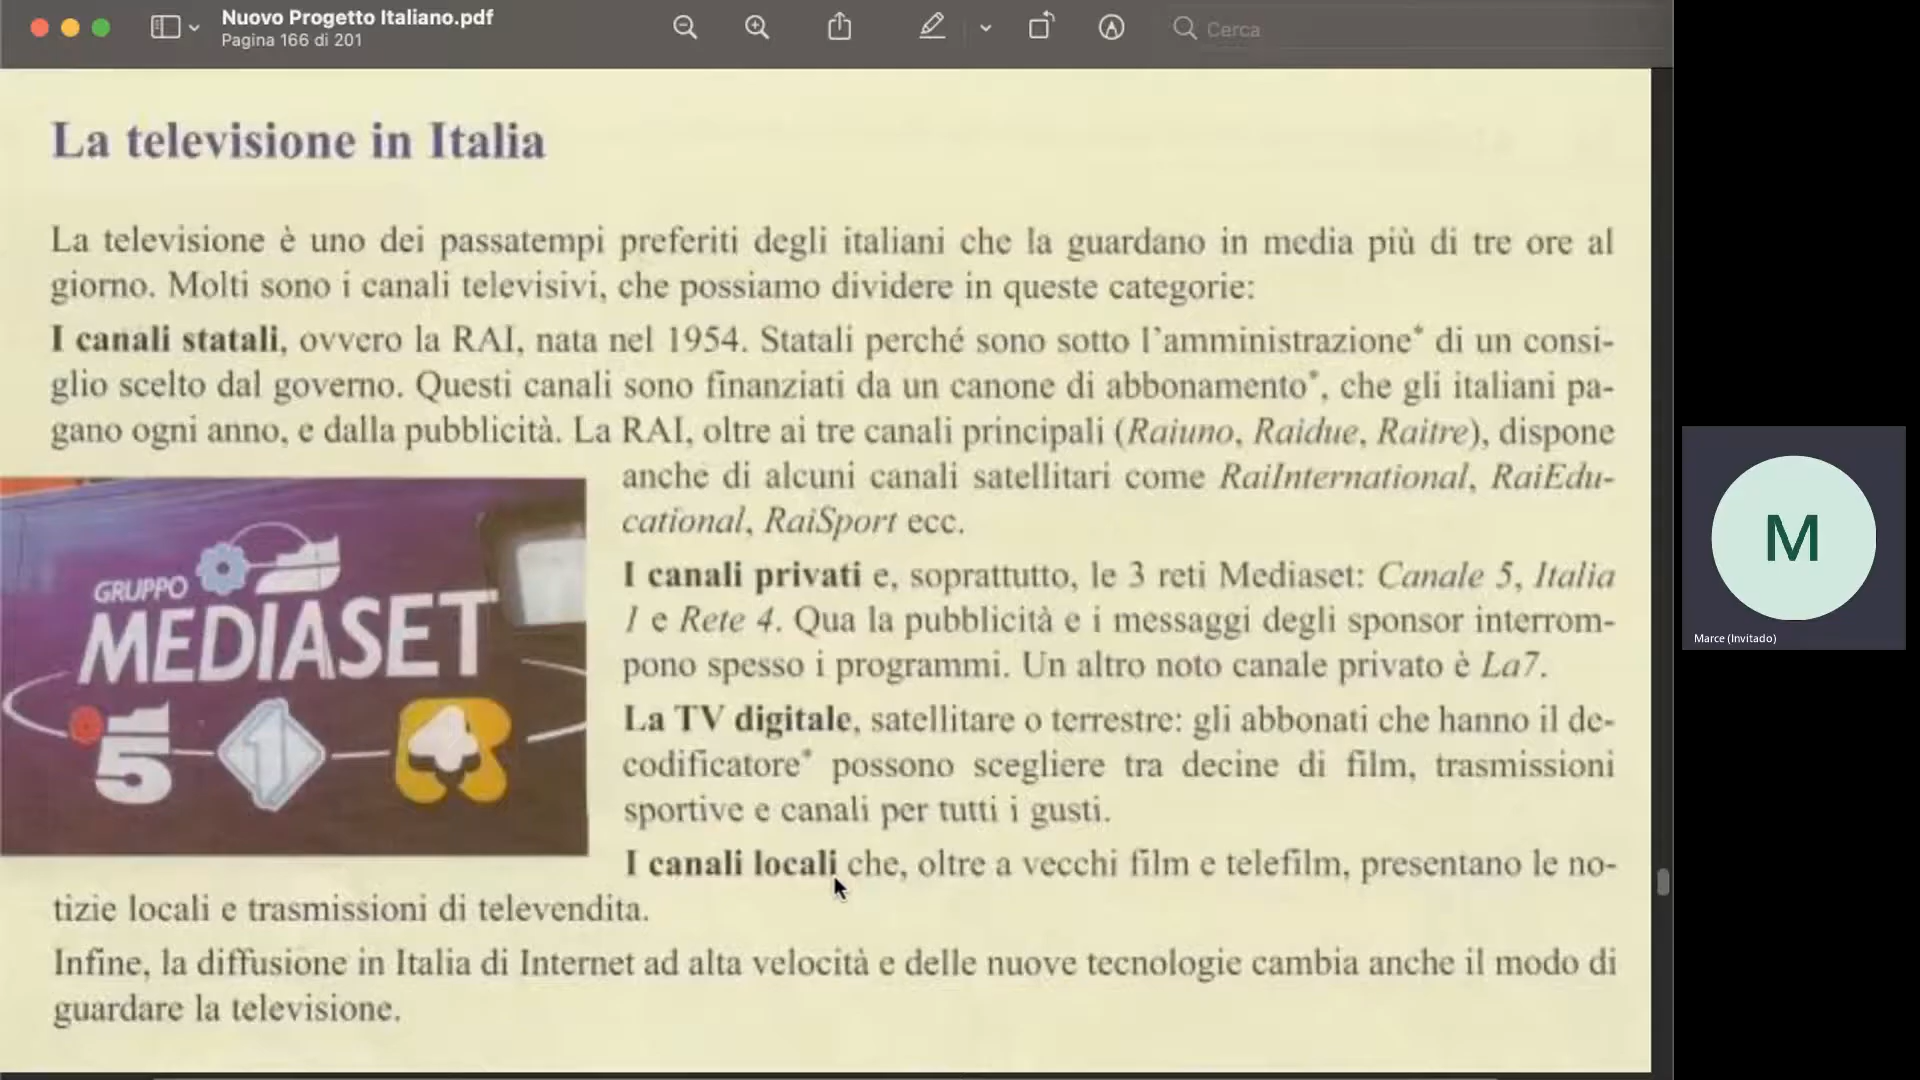 Nuovo Progetto Italiano.pdf
Pagina 166 di 201
Cerca
La televisione in Italia
La televisione è uno dei passatempi preferiti degli italiani che la guardano in media più di tre ore al
giorno. Molti sono i canali televisivi, che possiamo dividere in queste categorie:
I canali statali, ovvero la RAI, nata nel 1954. Statali perché sono sotto l'amministrazione* di un consi-
glio scelto dal governo. Questi canali sono finanziati da un canone di abbonamento*, che gli italiani pa-
gano ogni anno, e dalla pubblicità. La RAI, oltre ai tre canali principali (Raiuno, Raidue, Raitre), dispone
anche di alcuni canali satellitari come RaiInternational, RaiEdu-
cational, RaiSport ecc.
I canali privati e, soprattutto, le 3 reti Mediaset: Canale 5, Italia
1 e Rete 4. Qua la pubblicità e i messaggi degli sponsor interrom-
pono spesso i programmi. Un altro noto canale privato è La7.
La TV digitale, satellitare o terrestre: gli abbonati che hanno il de-
codificatore* possono scegliere tra decine di film, trasmissioni
sportive e canali per tutti i gusti.
I canali locali che, oltre a vecchi film e telefilm, presentano le no-
tizie locali e trasmissioni di televendita.
Infine, la diffusione in Italia di Internet ad alta velocità e delle nuove tecnologie cambia anche il modo di
guardare la televisione.
GRUPPO
MEDIASET
5 1 4
M
Marce (Invitado)